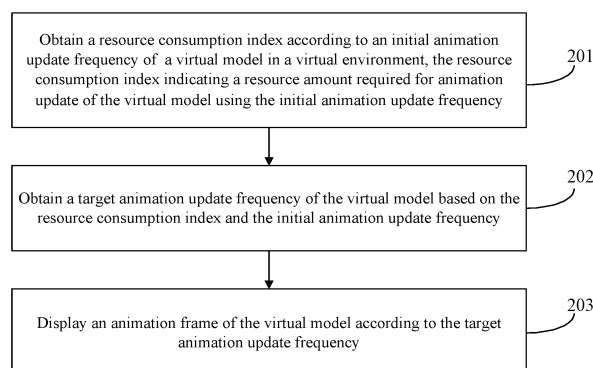 Obtain a resource consumption index according to an initial animation
update frequency of a virtual model in a virtual environment, the resource
consumption index indicating a resource amount required for animation
update of the virtual model using the initial animation update frequency
201
Obtain a target animation update frequency of the virtual model based on the
resource consumption index and the initial animation update frequency
202
Display an animation frame of the virtual model according to the target
animation update frequency
203